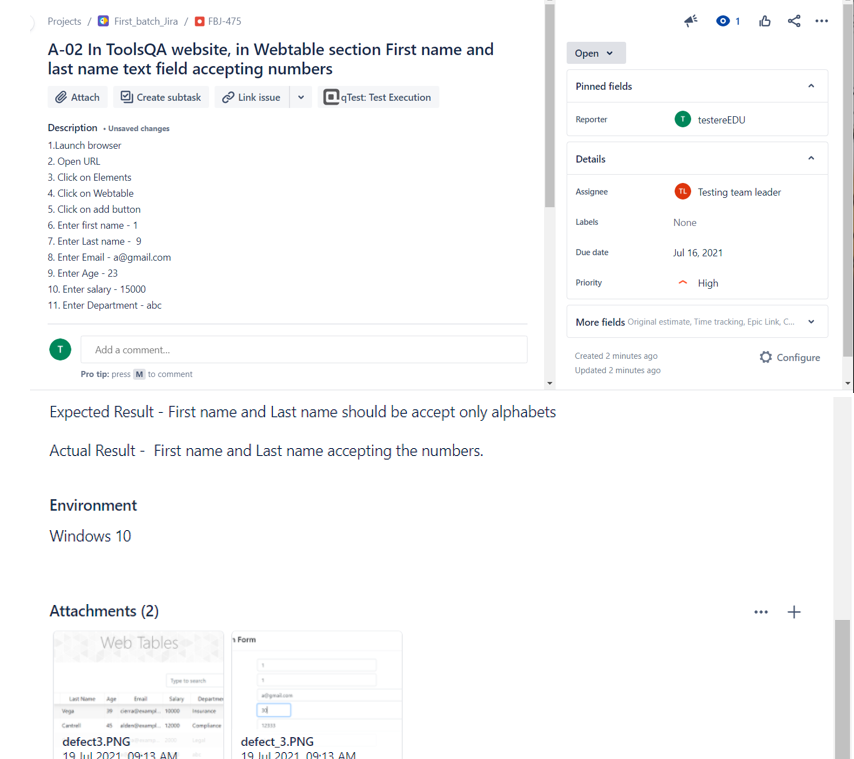 Projects / First_batch_Jira / FBJ-475
1
A-02 In ToolsQA website, in Webtable section First name and
last name text field accepting numbers
Attach
Create subtask
Link issue
qTest: Test Execution
Description • Unsaved changes
1.Launch browser
2. Open URL
3. Click on Elements
4. Click on Webtable
5. Click on add button
6. Enter first name - 1
7. Enter Last name - 9
8. Enter Email - a@gmail.com
9. Enter Age - 23
10. Enter salary - 15000
11. Enter Department - abc
T
Add a comment...
Pro tip: press M to comment
Open
Pinned fields
Reporter
T testereEDU
Details
Assignee
TL Testing team leader
Labels
None
Due date
Jul 16, 2021
Priority
High
More fields Original estimate, Time tracking, Epic Link, C...
Created 2 minutes ago
Updated 2 minutes ago
Configure
Expected Result - First name and Last name should be accept only alphabets
Actual Result - First name and Last name accepting the numbers.
Environment
Windows 10
Attachments (2)
Web Tables
Type to search
Last Name Age Email Salary Departmen
Vega 39 cierra@exampl... 10000 Insurance
Cantrell 45 alden@exampl... 12000 Compliance
defect3.PNG
19 Jul 2021, 09:13 AM
n Form
1
1
a@gmail.com
30
12000
defect_3.PNG
19 Jul 2021, 09:13 AM